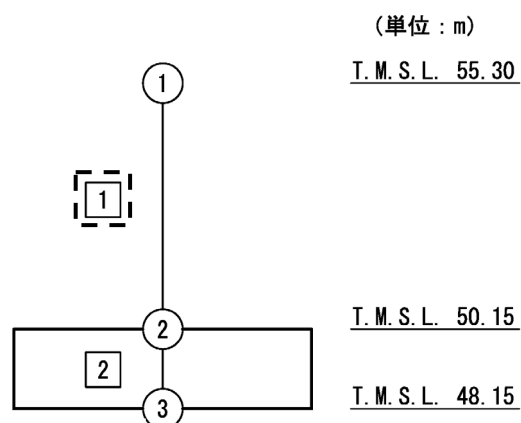 (単位:m)
① T.M.S.L. 55.30
1
② T.M.S.L. 50.15
2
③ T.M.S.L. 48.15